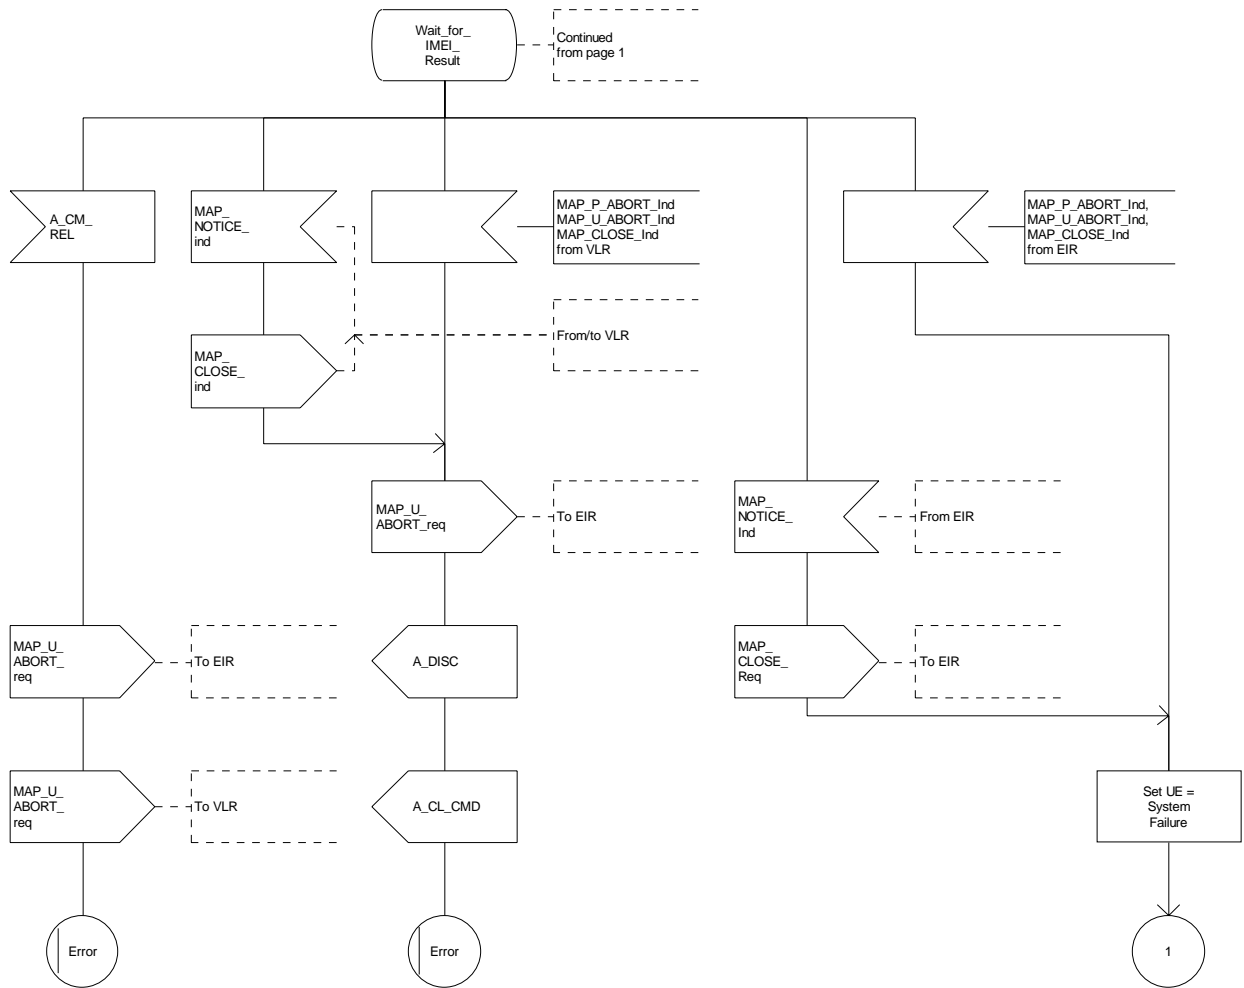 Wait_for_
IMEI_
Result
Continued
from page 1
A_CM_
REL
MAP_
NOTICE_
ind
MAP_P_ABORT_Ind
MAP_U_ABORT_Ind
MAP_CLOSE_Ind
from VLR
MAP_P_ABORT_Ind,
MAP_U_ABORT_Ind,
MAP_CLOSE_Ind
from EIR
MAP_
CLOSE_
ind
From/to VLR
MAP_U_
ABORT_req
To EIR
MAP_
NOTICE_
Ind
From EIR
MAP_U_
ABORT_
req
To EIR
A_DISC
MAP_
CLOSE_
Req
To EIR
MAP_U_
ABORT_
req
To VLR
A_CL_CMD
Set UE =
System
Failure
Error
Error
1